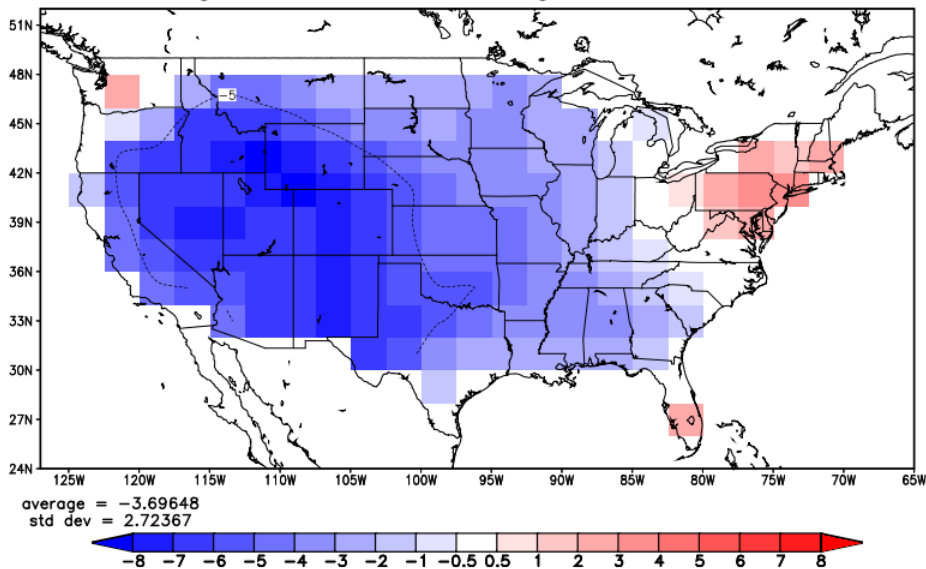 51N
48N
-5
45N
42N
39N
36N
33N
30N
27N
24N
125W 120W 115W 110W 105W 100W 95W 90W 85W 80W 75W 70W 65W
average = -3.69648
std dev = 2.72367
-8 -7 -6 -5 -4 -3 -2 -1 -0.5 0.5 1 2 3 4 5 6 7 8